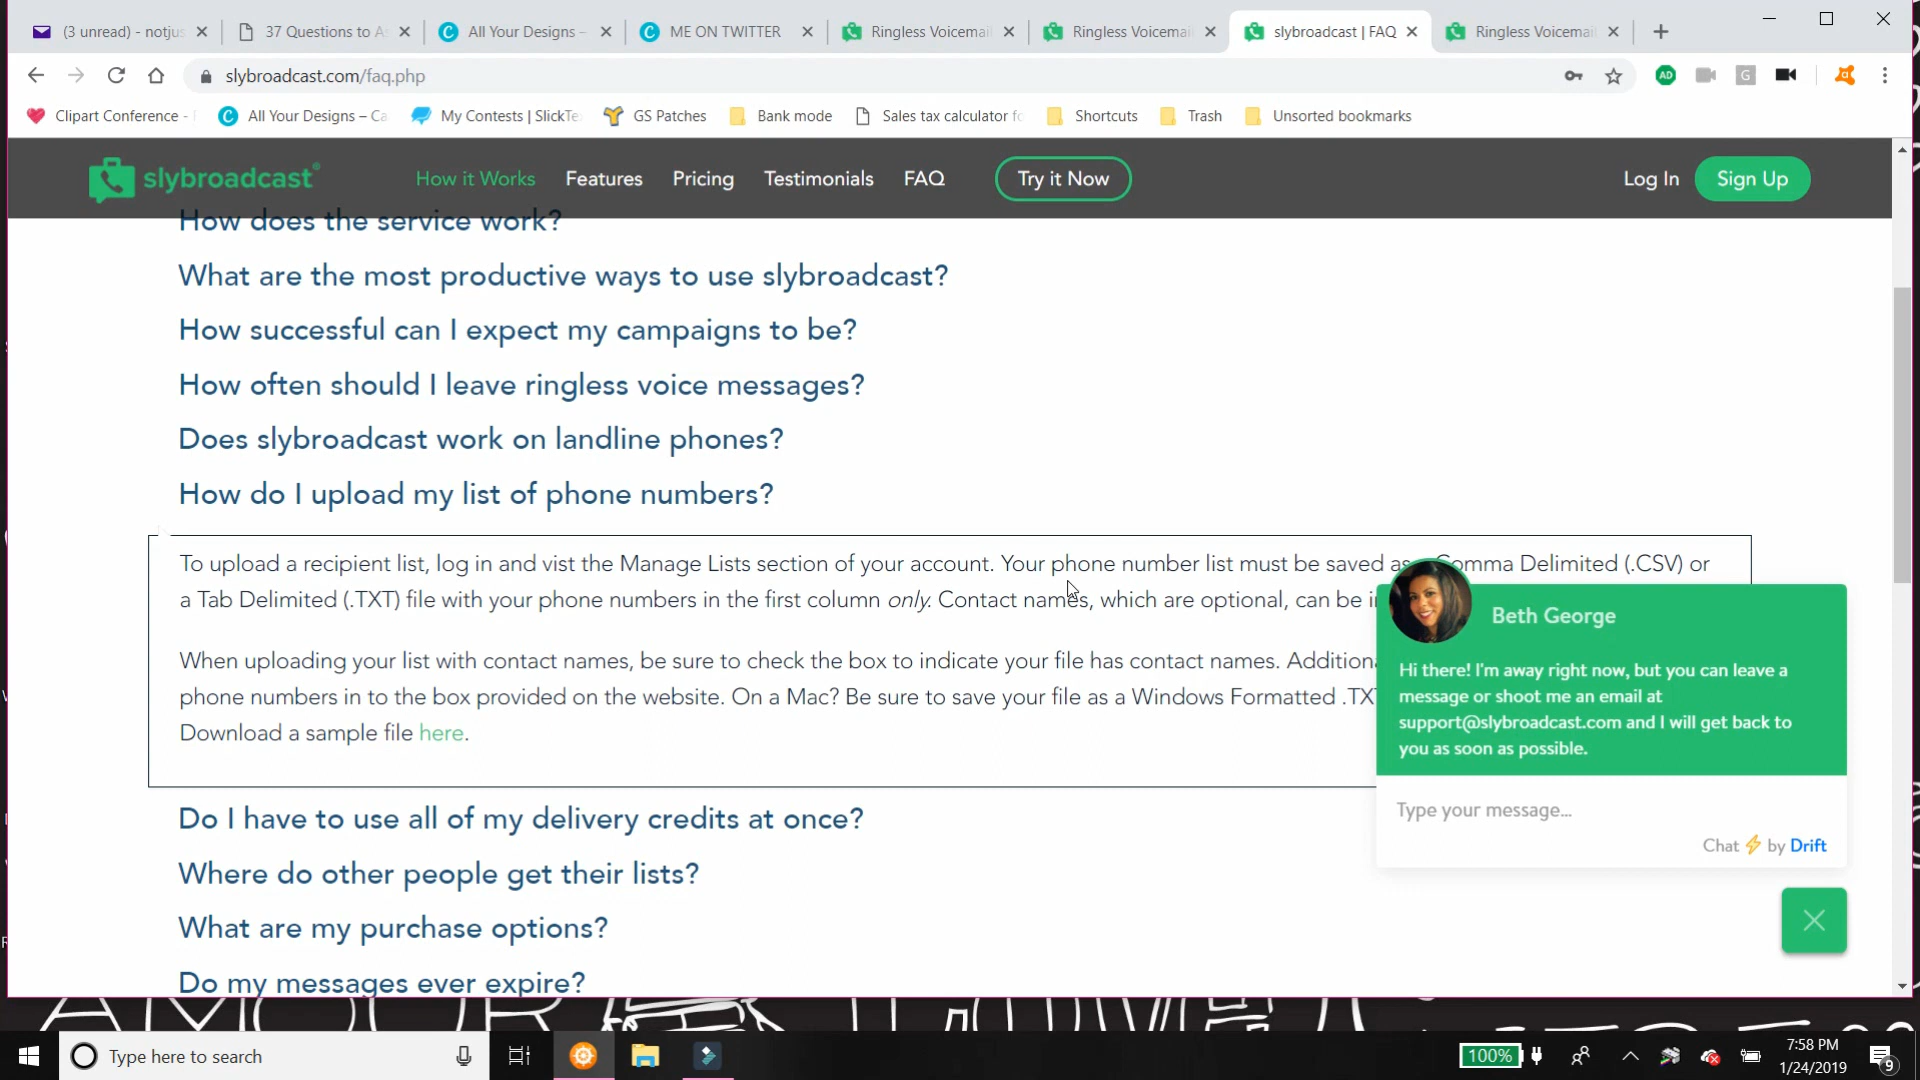 (3 unread) - notjus
37 Questions to A
All Your Designs –
ME ON TWITTER
Ringless Voicemail
Ringless Voicemai
slybroadcast | FAQ
Ringless Voicemai
slybroadcast.com/faq.php
AD
G
Clipart Conference -
All Your Designs – Ca
My Contests | SlickTe
GS Patches
Bank mode
Sales tax calculator fo
Shortcuts
Trash
Unsorted bookmarks
slybroadcast®
How it Works
Features
Pricing
Testimonials
FAQ
Try it Now
Log In
Sign Up
How does the service work?
What are the most productive ways to use slybroadcast?
How successful can I expect my campaigns to be?
How often should I leave ringless voice messages?
Does slybroadcast work on landline phones?
How do I upload my list of phone numbers?
To upload a recipient list, log in and vist the Manage Lists section of your account. Your phone number list must be saved as Comma Delimited (.CSV) or
a Tab Delimited (.TXT) file with your phone numbers in the first column only. Contact names, which are optional, can be i
When uploading your list with contact names, be sure to check the box to indicate your file has contact names. Additiona
phone numbers in to the box provided on the website. On a Mac? Be sure to save your file as a Windows Formatted .TXT
Download a sample file here.
Do I have to use all of my delivery credits at once?
Where do other people get their lists?
What are my purchase options?
Do my messages ever expire?
Beth George
Hi there! I'm away right now, but you can leave a
message or shoot me an email at
support@slybroadcast.com and I will get back to
you as soon as possible.
Type your message...
Chat ⚡ by Drift
Type here to search
100%
7:58 PM
1/24/2019
9